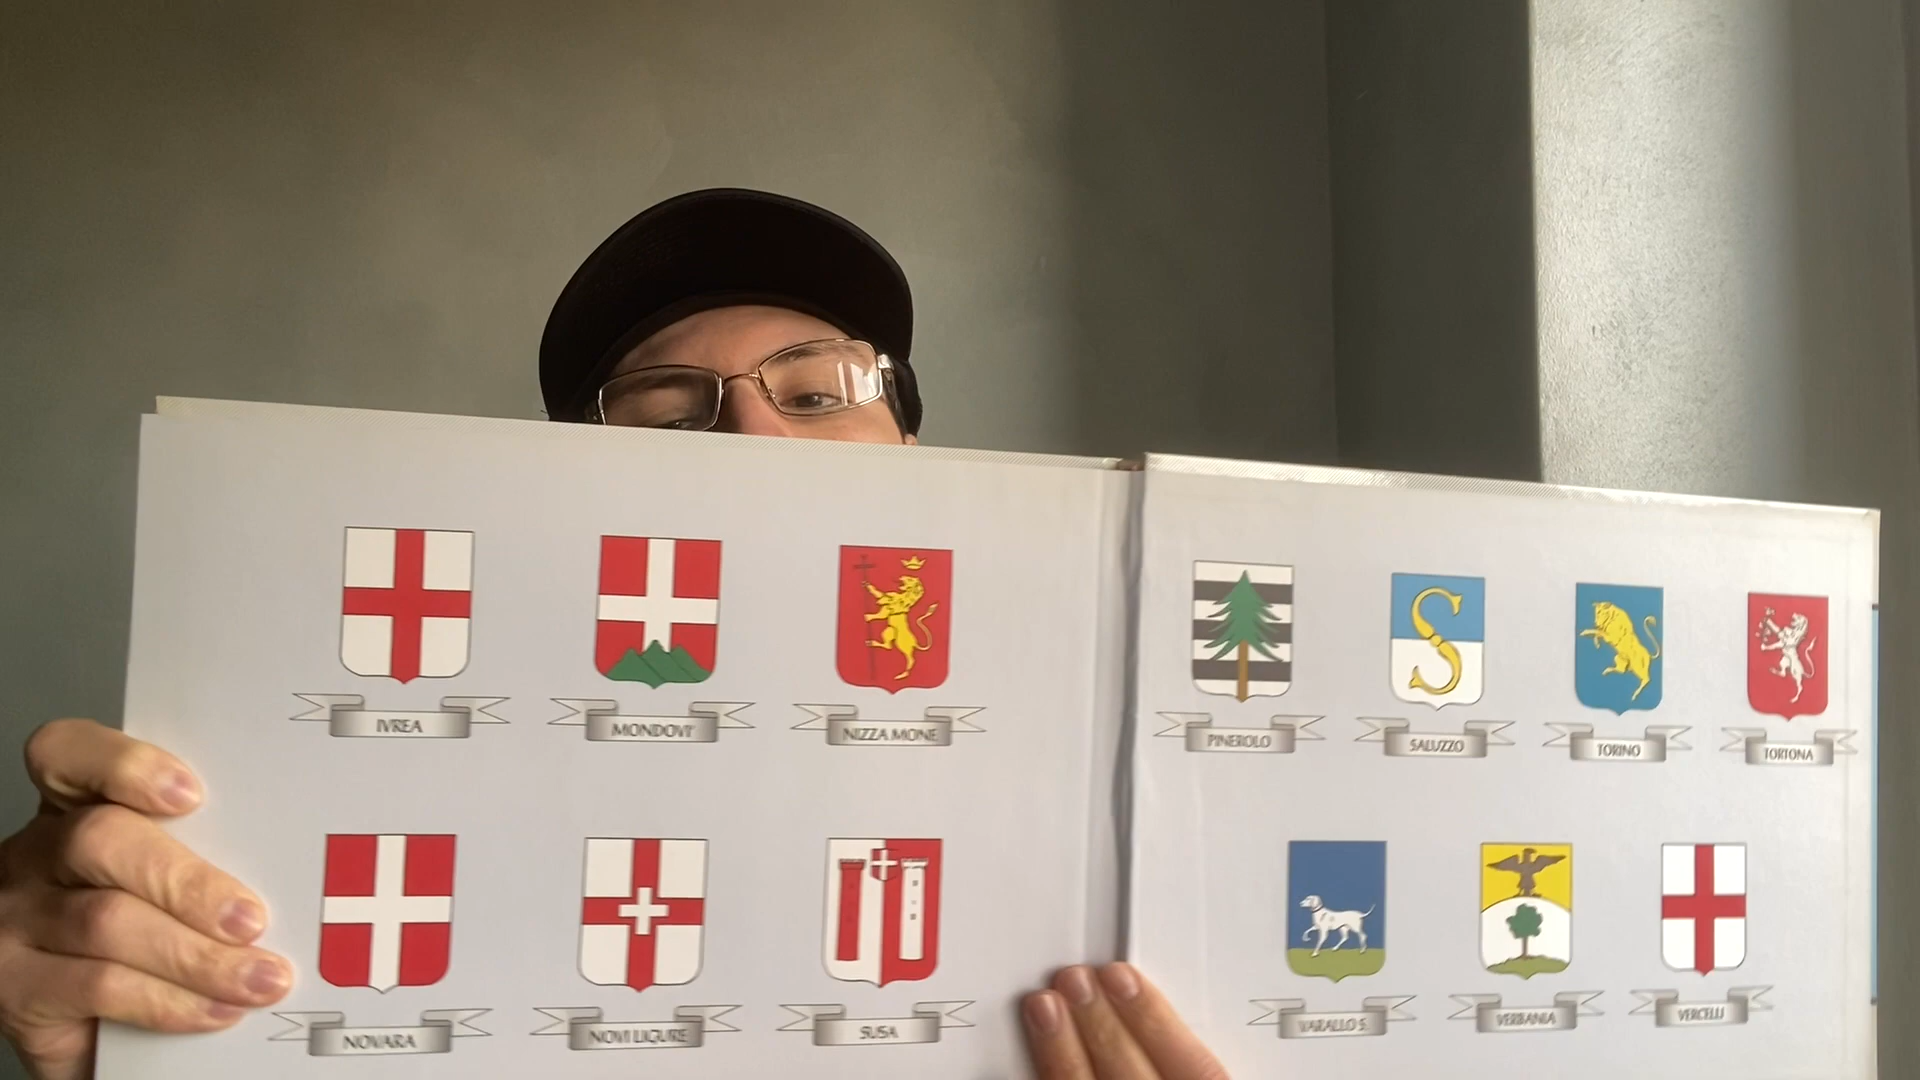 IVREA
MONDOVI'
NIZZA MONF.
NOVARA
NOVI LIGURE
SUSA
PINEROLO
SALUZZO
TORINO
TORTONA
VARALLO S.
VERBANIA
VERCELLI